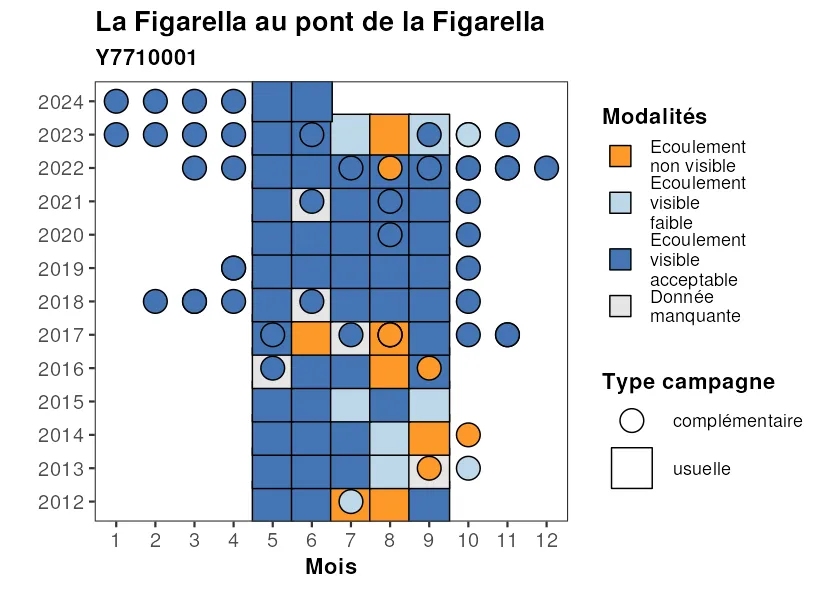 La Figarella au pont de la Figarella
Y7710001
2024
2023
2022
2021
2020
2019
2018
2017
2016
2015
2014
2013
2012
1 2 3 4 5 6 7 8 9 10 11 12
Mois
Modalités
Ecoulement
non visible
Ecoulement
visible
faible
Ecoulement
visible
acceptable
Donnée
manquante
Type campagne
complémentaire
usuelle